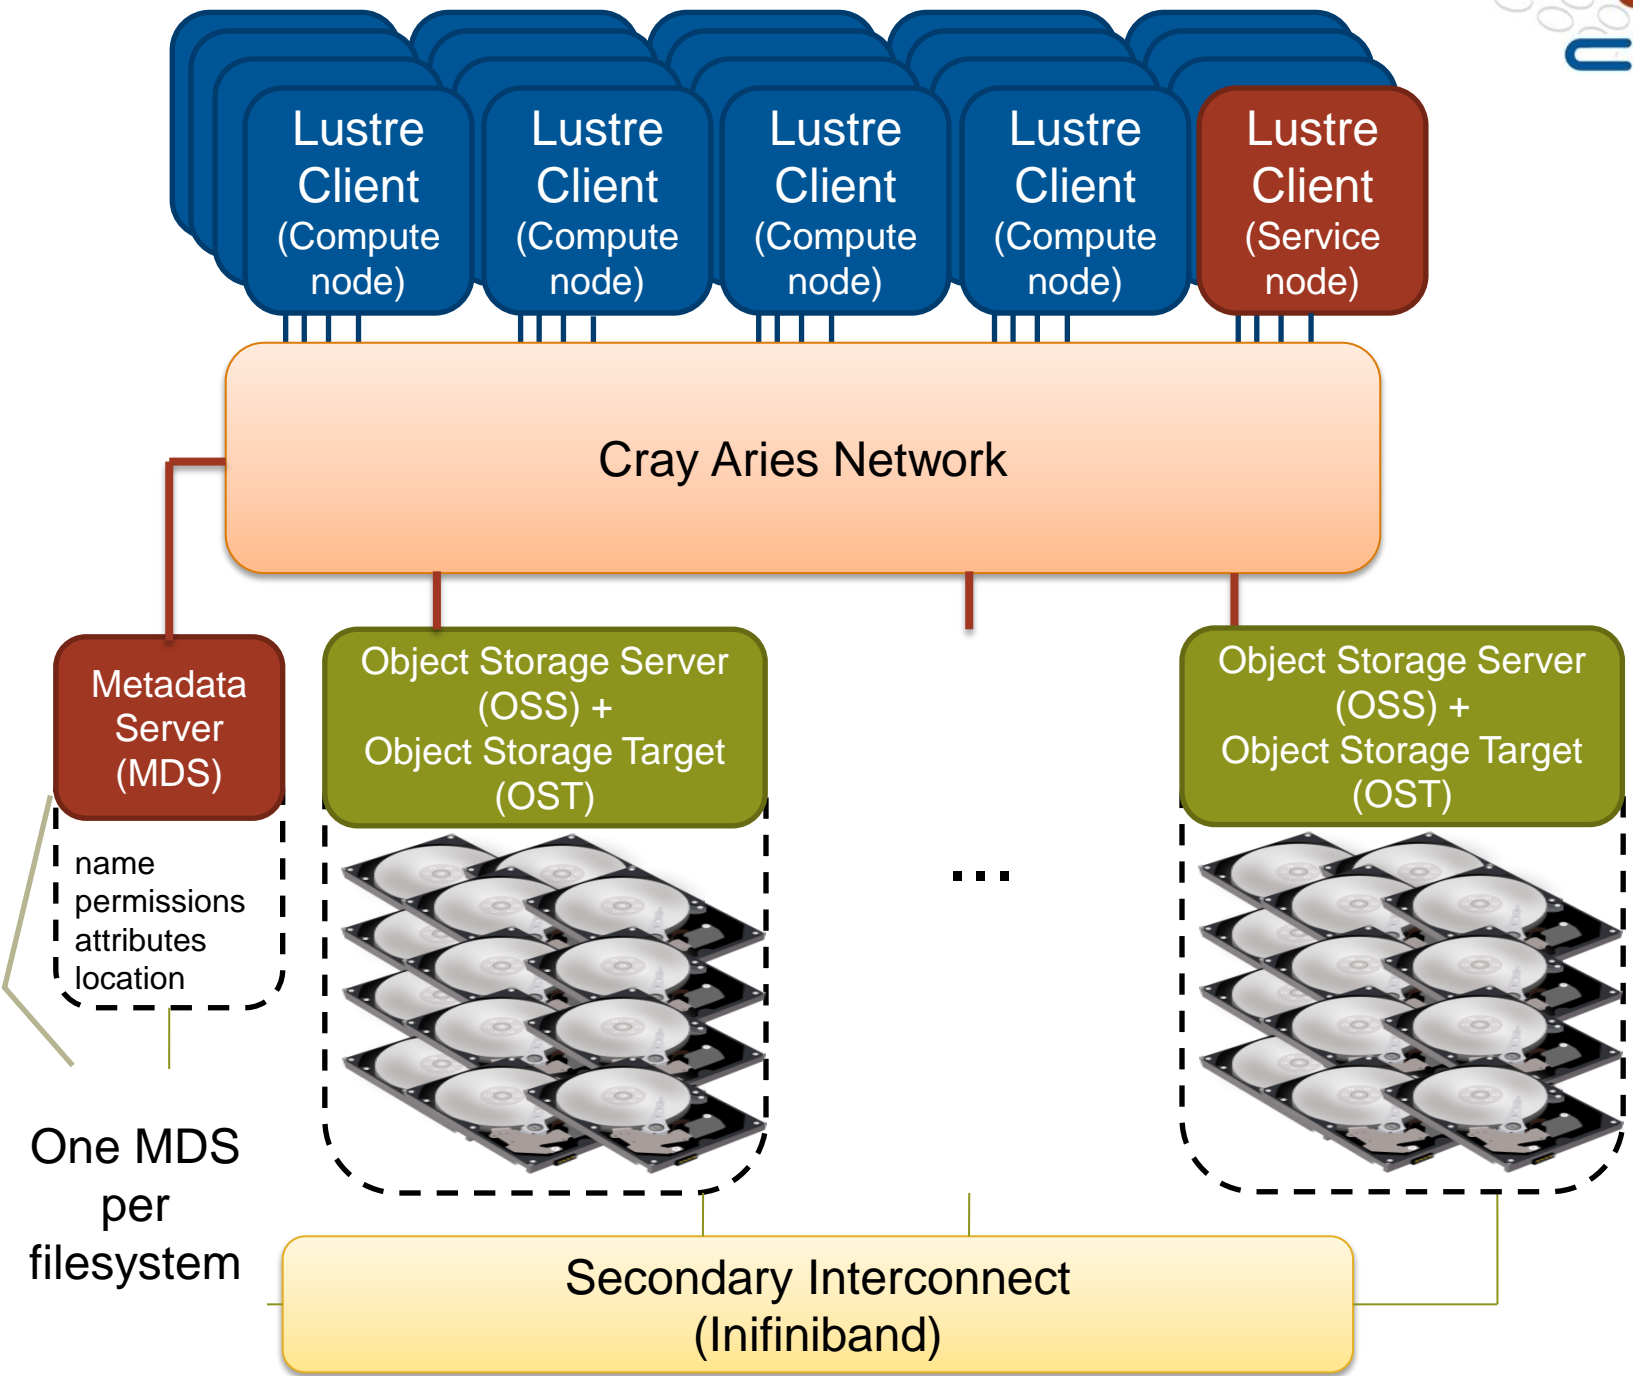 Lustre
Client
(Compute
node)
Lustre
Client
(Compute
node)
Lustre
Client
(Compute
node)
Lustre
Client
(Compute
node)
Lustre
Client
(Service
node)
Cray Aries Network
Metadata
Server
(MDS)
name
permissions
attributes
location
One MDS
per
filesystem
Object Storage Server
(OSS) +
Object Storage Target
(OST)
...
Object Storage Server
(OSS) +
Object Storage Target
(OST)
Secondary Interconnect
(Inifiniband)